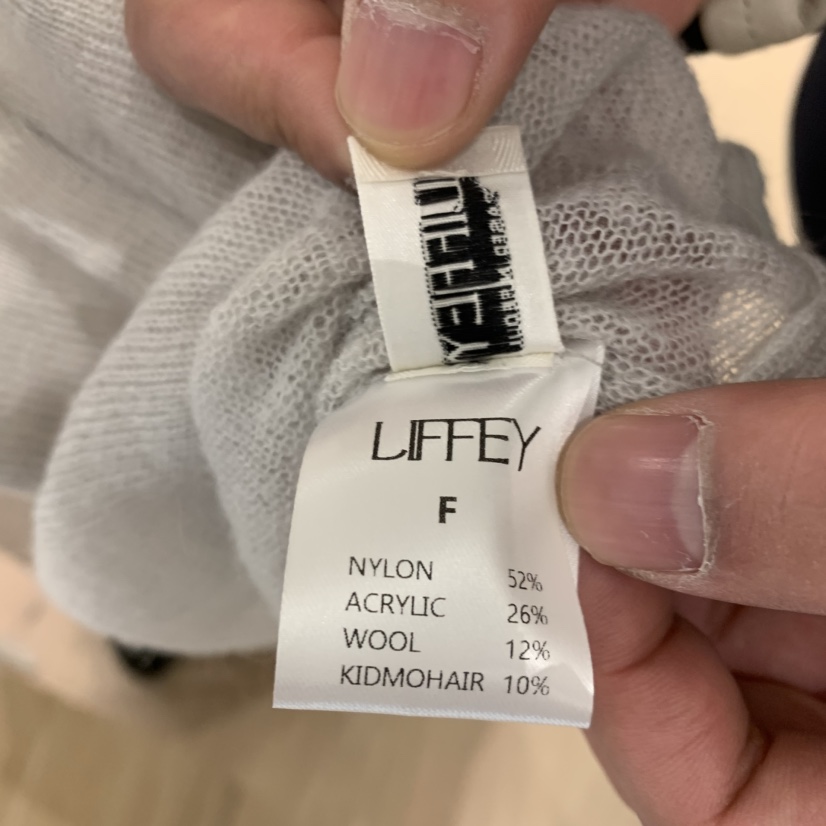 LIFFEY
F
NYLON 52%
ACRYLIC 26%
WOOL 12%
KIDMOHAIR 10%